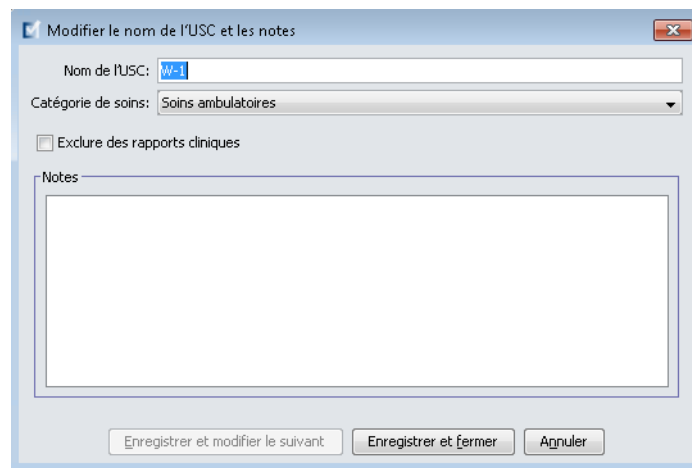 Modifier le nom de l'USC et les notes
Nom de l'USC: W-1
Catégorie de soins: Soins ambulatoires
Exclure des rapports cliniques
Notes
Enregistrer et modifier le suivant Enregistrer et fermer Annuler